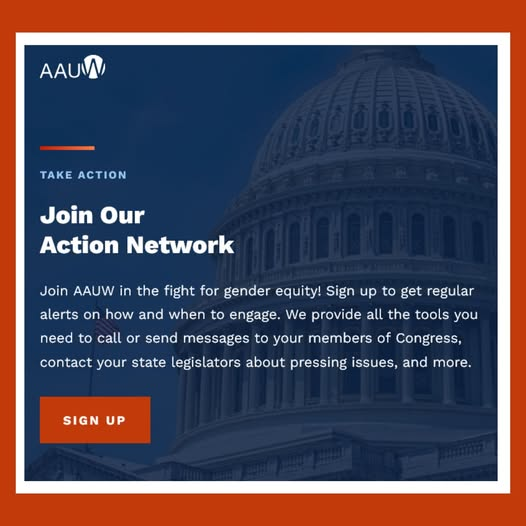 AAUW
TAKE ACTION
Join Our
Action Network
Join AAUW in the fight for gender equity! Sign up to get regular
alerts on how and when to engage. We provide all the tools you
need to call or send messages to your members of Congress,
contact your state legislators about pressing issues, and more.
SIGN UP